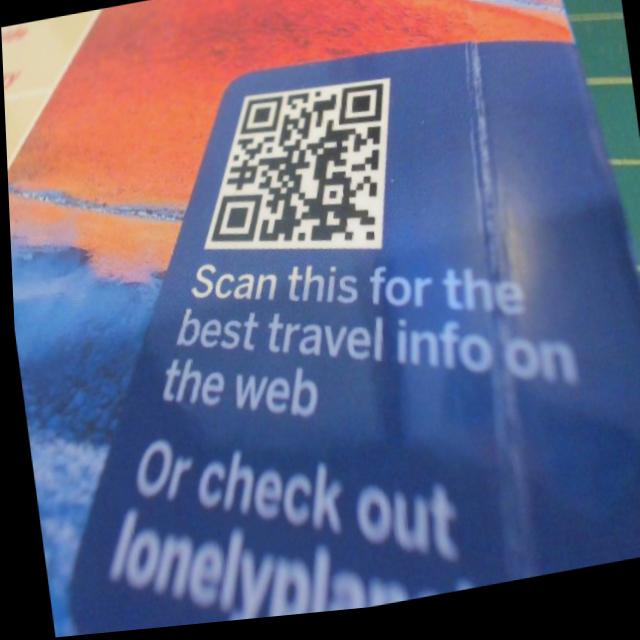 Scan this for the
best travel info on
the web
Or check out